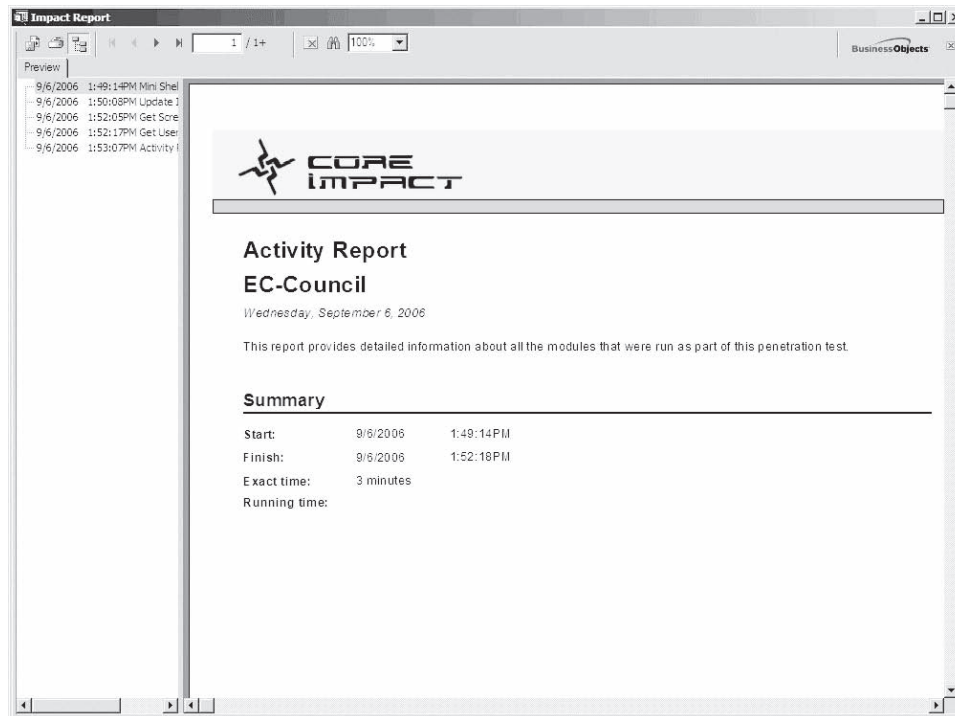 Impact Report
1 / 1+
100%
BusinessObjects
Preview
9/6/2006 1:49:14PM Mini Shel
9/6/2006 1:50:08PM Update I
9/6/2006 1:52:05PM Get Scre
9/6/2006 1:52:17PM Get User
9/6/2006 1:53:07PM Activity
CORE
IMPACT
Activity Report
EC-Council
Wednesday, September 6, 2006
This report provides detailed information about all the modules that were run as part of this penetration test.
Summary
Start: 9/6/2006 1:49:14PM
Finish: 9/6/2006 1:52:18PM
Exact time: 3 minutes
Running time: